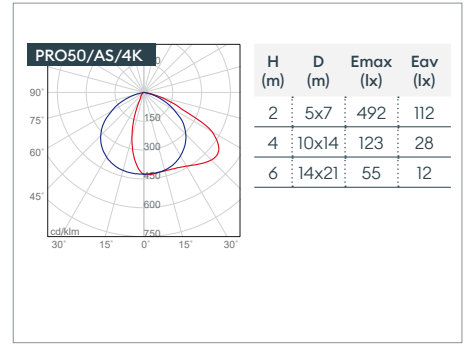 PRO50/AS/4K
90°
75°
60°
45°
150
300
450
600
750
cd/klm
30° 15° 0° 15° 30°
H (m) D (m) Emax (lx) Eav (lx)
2 5x7 492 112
4 10x14 123 28
6 14x21 55 12